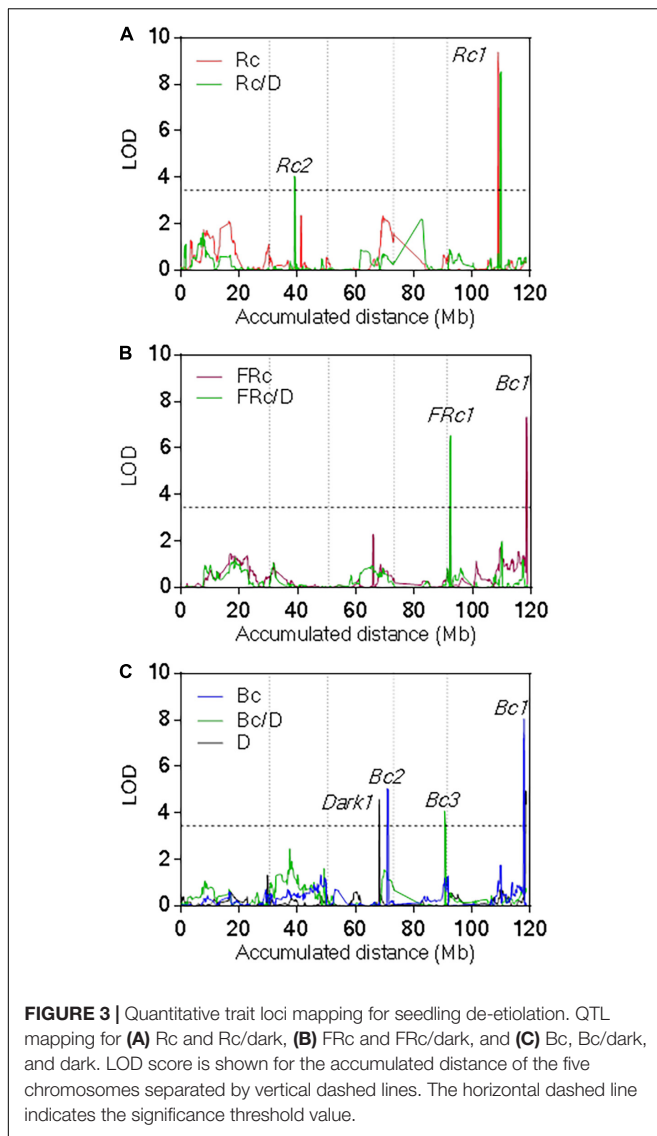 A
10
8
6
4
2
0
LOD
Rc
Rc/D
Rc2
Rc1
0 20 40 60 80 100 120
Accumulated distance (Mb)
B
10
8
6
4
2
0
LOD
FRc
FRc/D
FRc1
Bc1
0 20 40 60 80 100 120
Accumulated distance (Mb)
C
10
8
6
4
2
0
LOD
Bc
Bc/D
D
Dark1
Bc2
Bc3
Bc1
0 20 40 60 80 100 120
Accumulated distance (Mb)
FIGURE 3 | Quantitative trait loci mapping for seedling de-etiolation. QTL
mapping for (A) Rc and Rc/dark, (B) FRc and FRc/dark, and (C) Bc, Bc/dark,
and dark. LOD score is shown for the accumulated distance of the five
chromosomes separated by vertical dashed lines. The horizontal dashed line
indicates the significance threshold value.